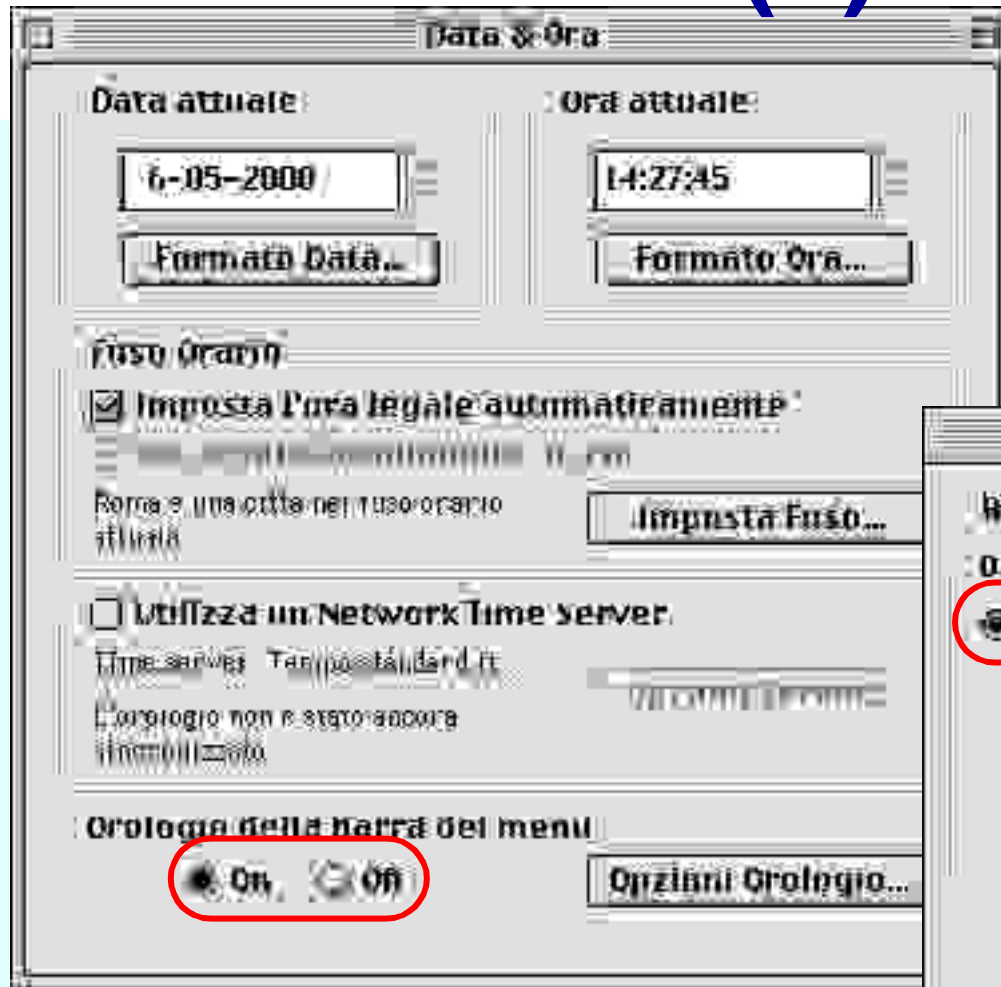 Data & Ora
Data attuale
Ora attuale
6-05-2000
14:27:45
Formato Data...
Formato Ora...
Fuso Orario
Imposta l'ora legale automaticamente
Roma è una città nel fuso orario
Imposta Fuso...
Utilizza un Network Time Server
Time server
L'orologio non è stato ancora
sincronizzato
Orologio della barra dei menu
On
Off
Opzioni Orologio...